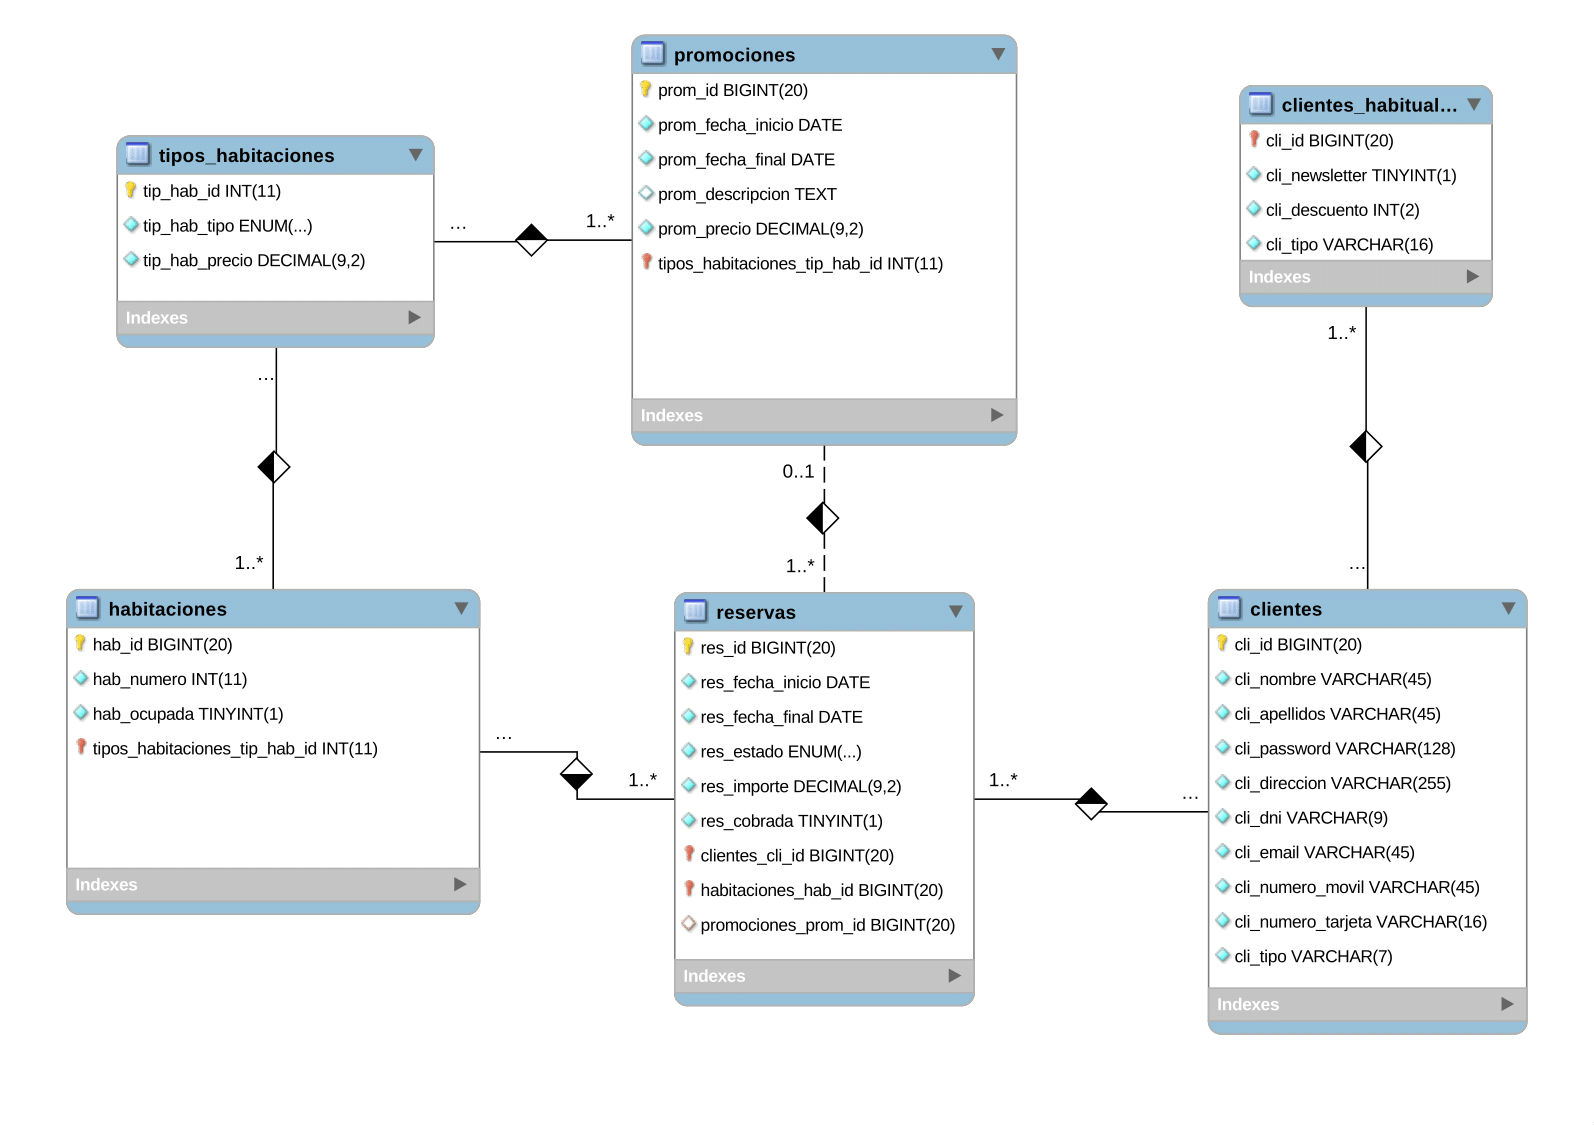 promociones
prom_id BIGINT(20)
prom_fecha_inicio DATE
prom_fecha_final DATE
prom_descripcion TEXT
prom_precio DECIMAL(9,2)
tipos_habitaciones_tip_hab_id INT(11)
Indexes
clientes_habitual...
cli_id BIGINT(20)
cli_newsletter TINYINT(1)
cli_descuento INT(2)
cli_tipo VARCHAR(16)
Indexes
tipos_habitaciones
tip_hab_id INT(11)
tip_hab_tipo ENUM(...)
tip_hab_precio DECIMAL(9,2)
Indexes
...
1..*
...
1..*
0..1
1..*
1..*
...
habitaciones
hab_id BIGINT(20)
hab_numero INT(11)
hab_ocupada TINYINT(1)
tipos_habitaciones_tip_hab_id INT(11)
Indexes
...
1..*
reservas
res_id BIGINT(20)
res_fecha_inicio DATE
res_fecha_final DATE
res_estado ENUM(...)
res_importe DECIMAL(9,2)
res_cobrada TINYINT(1)
clientes_cli_id BIGINT(20)
habitaciones_hab_id BIGINT(20)
promociones_prom_id BIGINT(20)
Indexes
1..*
...
clientes
cli_id BIGINT(20)
cli_nombre VARCHAR(45)
cli_apellidos VARCHAR(45)
cli_password VARCHAR(128)
cli_direccion VARCHAR(255)
cli_dni VARCHAR(9)
cli_email VARCHAR(45)
cli_numero_movil VARCHAR(45)
cli_numero_tarjeta VARCHAR(16)
cli_tipo VARCHAR(7)
Indexes